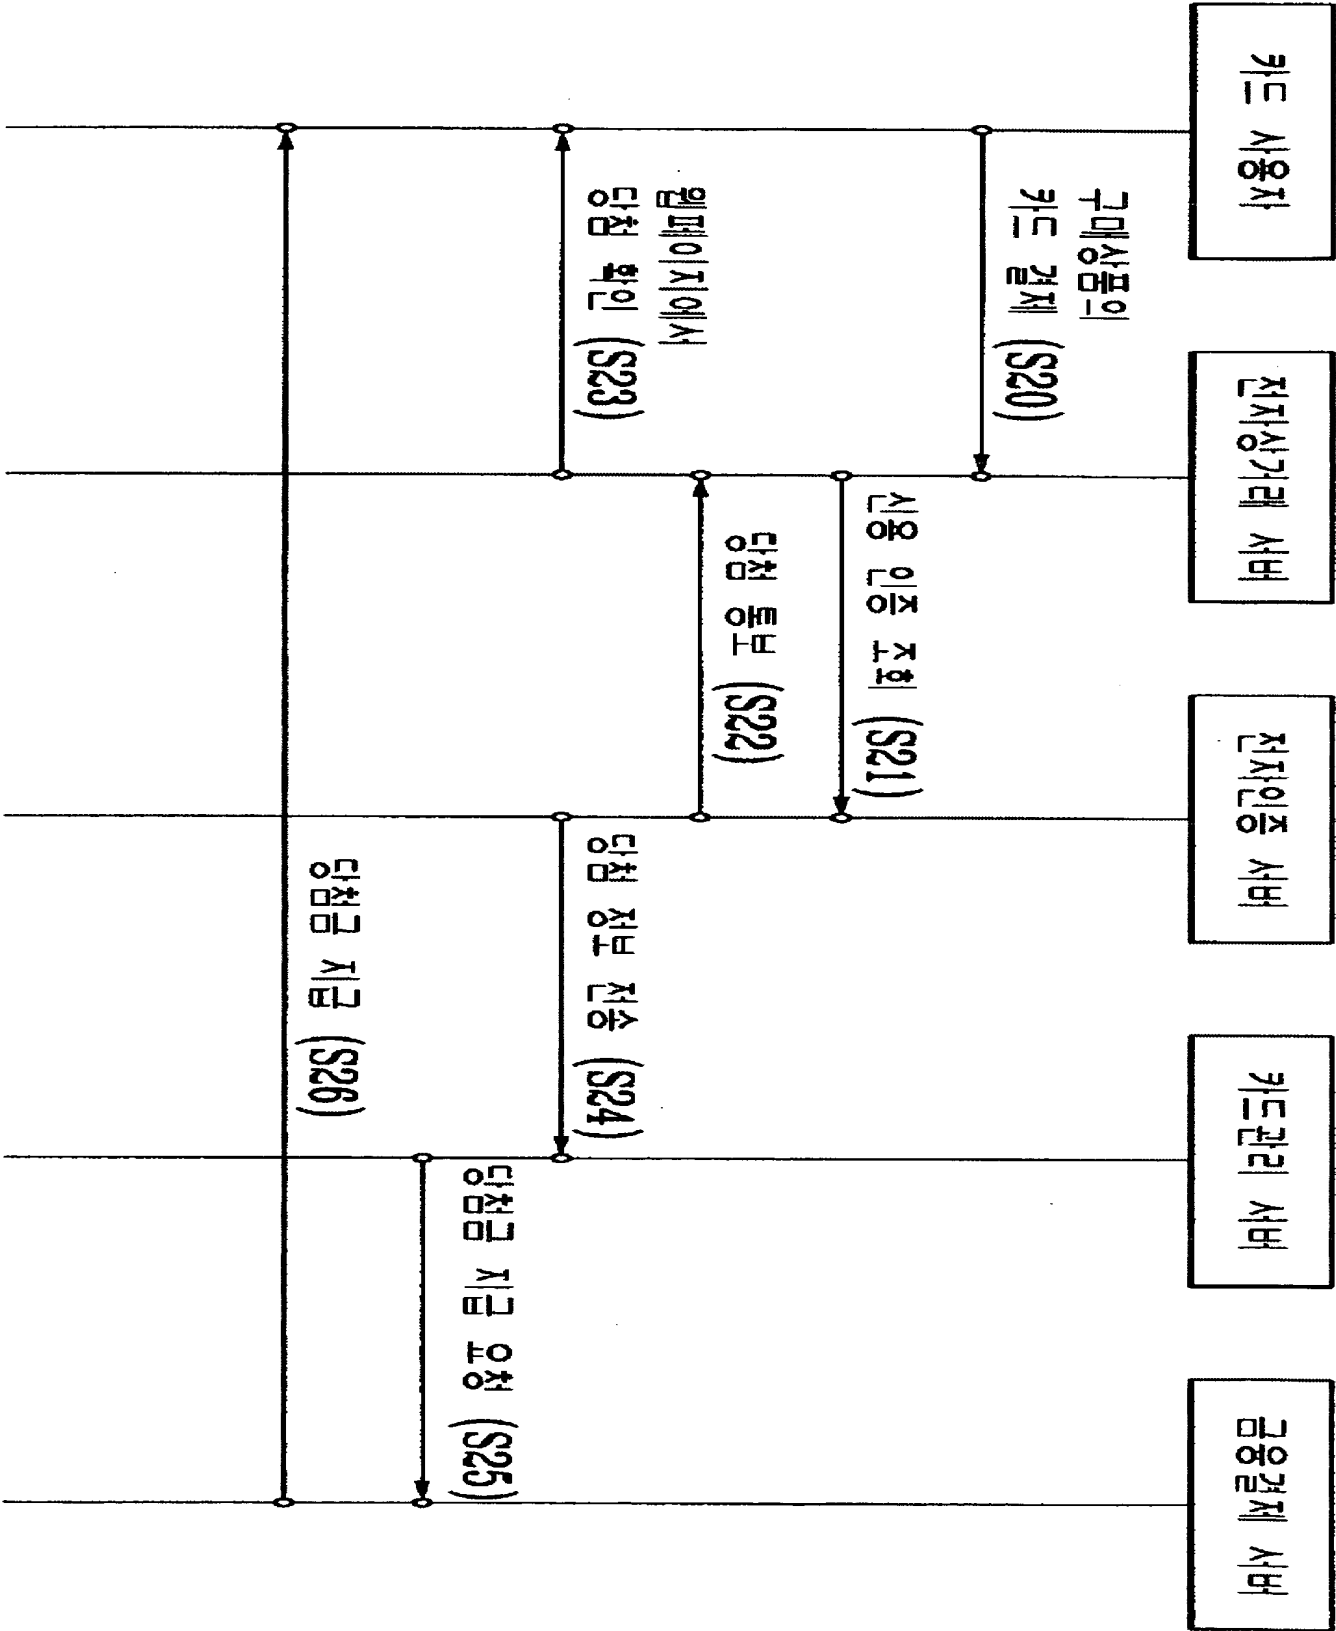 카드 사용자
전자상거래 서버
전자인증 서버
카드관리 서버
금융결제 서버
구매상품의
카드 결제 (S20)
신용 인증 조회 (S21)
당첨 통보 (S22)
웹페이지에서
당첨 확인 (S23)
당첨 정보 전송 (S24)
당첨금 지급 요청 (S25)
당첨금 지급 (S26)